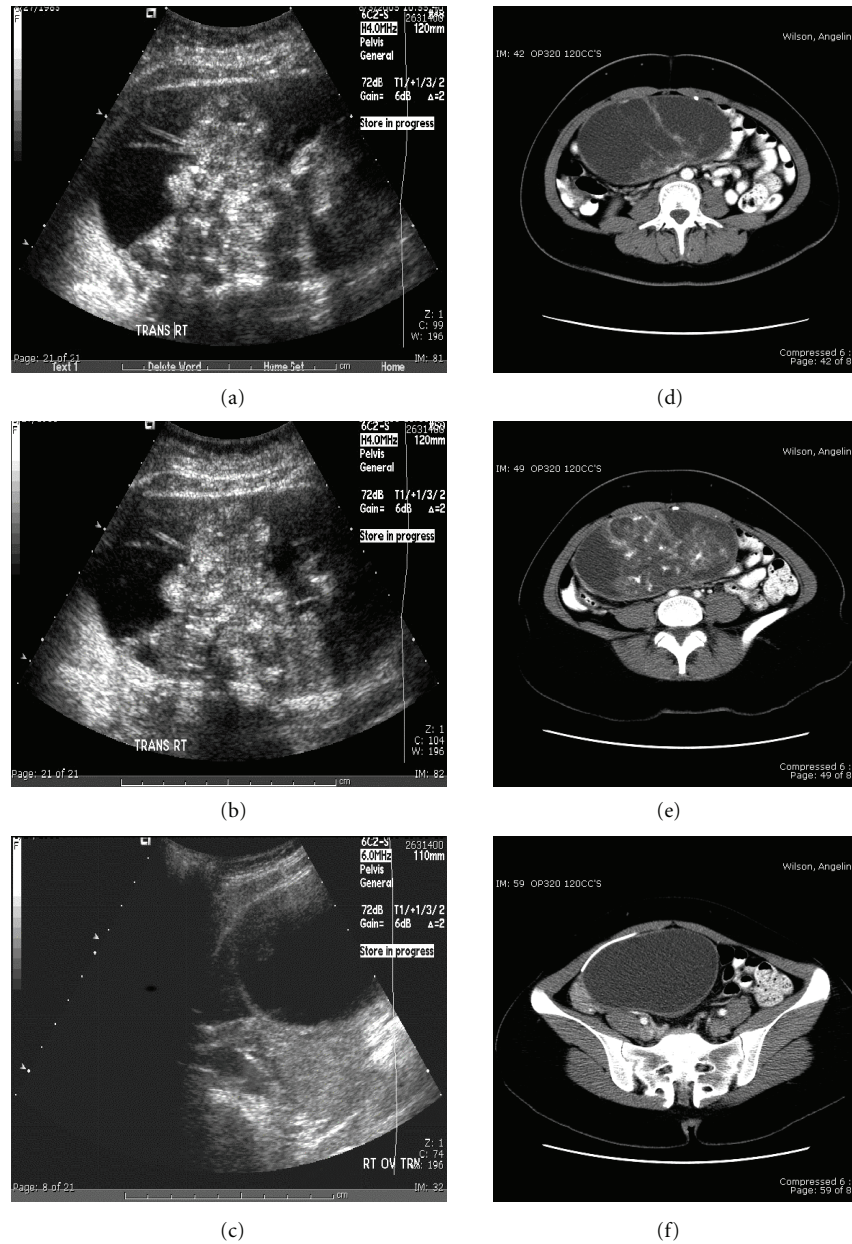 6C2-S
2631400
H4.0MHz 120mm
Pelvis
General
72dB T1/+1/3/2
Gain= 6dB Δ=2
Store in progress
Z: 1
C: 99
W: 196
TRANS RT
Page: 21 of 21
IM: 81
Text 1 Delete Word Home Set cm Home
(a)
Wilson, Angelin
IM: 42 OP320 120CC'S
Compressed 6 :
Page: 42 of 8
(d)
F
6C2-S
2631400
H4.0MHz 120mm
Pelvis
General
72dB T1/+1/3/2
Gain= 6dB Δ=2
Store in progress
Z: 1
C: 104
W: 196
TRANS RT
Page: 21 of 21
IM: 82
cm
(b)
Wilson, Angelin
IM: 49 OP320 120CC'S
Compressed 6 :
Page: 49 of 8
(e)
F
6C2-S
2631400
6.0MHz 110mm
Pelvis
General
72dB T1/+1/3/2
Gain= 6dB Δ=2
Store in progress
Z: 1
C: 74
W: 196
RT OV TRN
Page: 8 of 21
IM: 32
cm
(c)
Wilson, Angelin
IM: 59 OP320 120CC'S
Compressed 6 :
Page: 59 of 8
(f)